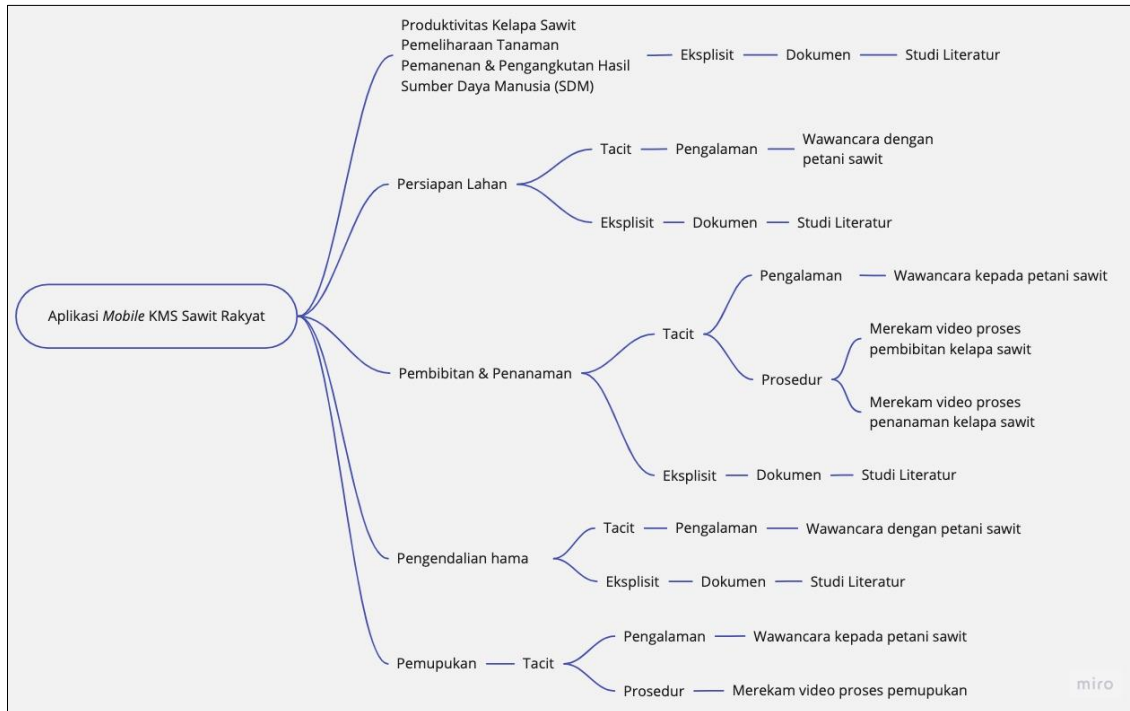 Produktivitas Kelapa Sawit
Pemeliharaan Tanaman
Pemanenan & Pengangkutan Hasil
Sumber Daya Manusia (SDM)
Eksplisit
Dokumen
Studi Literatur
Persiapan Lahan
Tacit
Pengalaman
Wawancara dengan
petani sawit
Eksplisit
Dokumen
Studi Literatur
Aplikasi Mobile KMS Sawit Rakyat
Pembibitan & Penanaman
Tacit
Pengalaman
Wawancara kepada petani sawit
Prosedur
Merekam video proses
pembibitan kelapa sawit
Merekam video proses
penanaman kelapa sawit
Eksplisit
Dokumen
Studi Literatur
Pengendalian hama
Tacit
Pengalaman
Wawancara dengan petani sawit
Eksplisit
Dokumen
Studi Literatur
Pemupukan
Tacit
Pengalaman
Wawancara kepada petani sawit
Prosedur
Merekam video proses pemupukan
miro